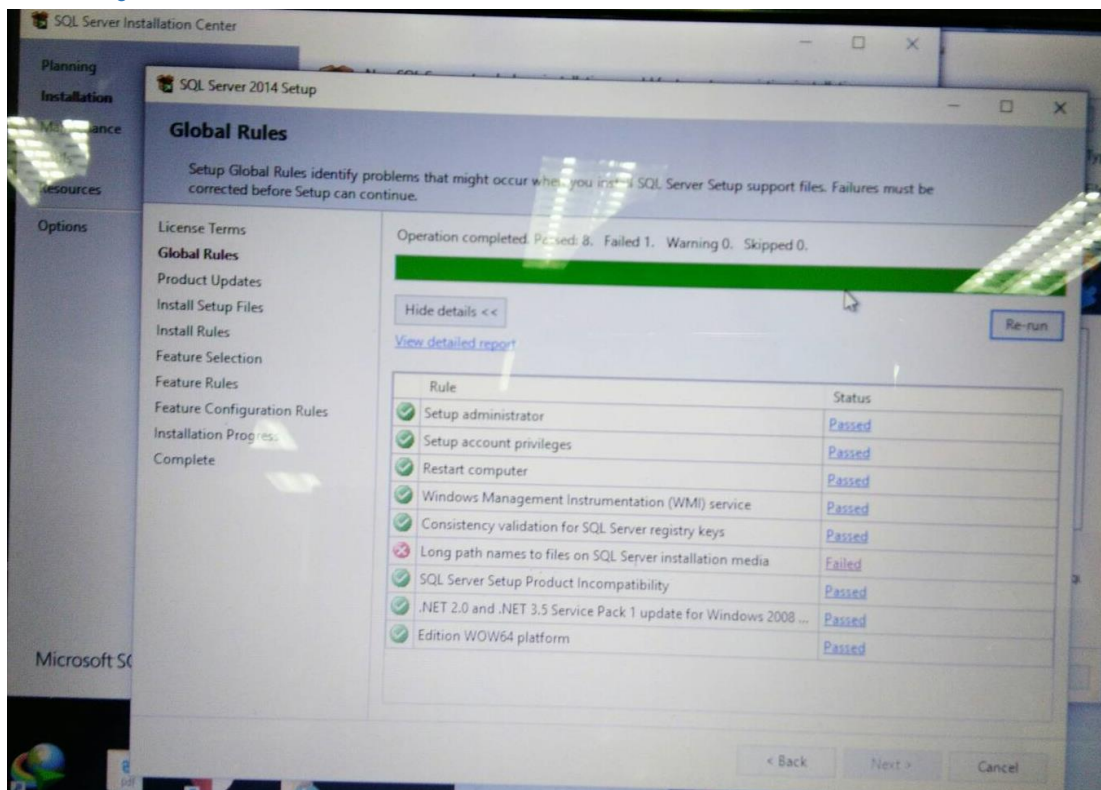 SQL Server Installation Center
Planning
Installation
Resources
Options
Microsoft
SQL Server 2014 Setup
Global Rules
Setup Global Rules identify problems that might occur when you install SQL Server Setup support files. Failures must be
corrected before Setup can continue.
License Terms
Global Rules
Product Updates
Install Setup Files
Install Rules
Feature Selection
Feature Rules
Feature Configuration Rules
Installation Progress
Complete
Operation completed. Passed: 8. Failed 1. Warning 0. Skipped 0.
Hide details <<
Re-run
View detailed report
Rule Status
Setup administrator Passed
Setup account privileges Passed
Restart computer Passed
Windows Management Instrumentation (WMI) service Passed
Consistency validation for SQL Server registry keys Passed
Long path names to files on SQL Server installation media Failed
SQL Server Setup Product Incompatibility Passed
.NET 2.0 and .NET 3.5 Service Pack 1 update for Windows 2008 ... Passed
Edition WOW64 platform Passed
< Back Next > Cancel